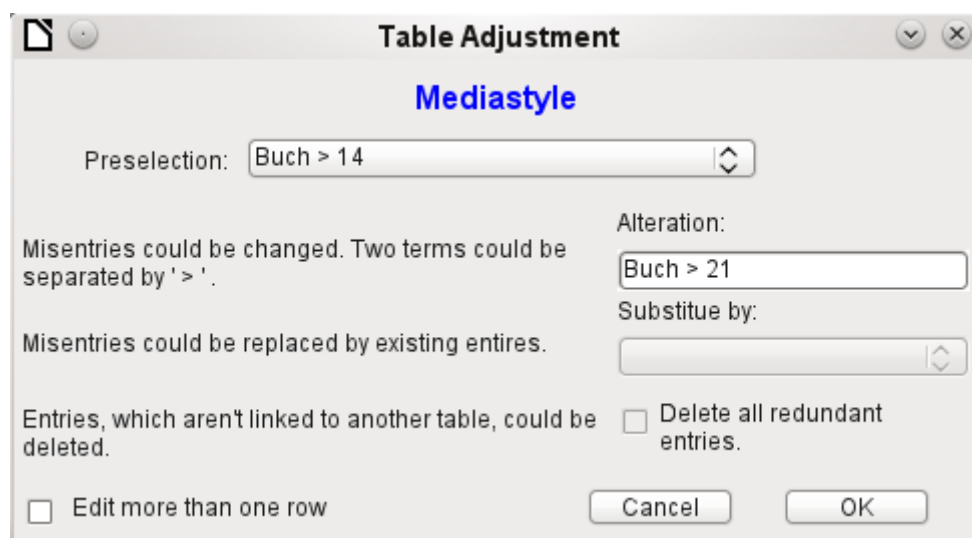 Table Adjustment
Mediastyle
Preselection:
Buch > 14
Alteration:
Misentries could be changed. Two terms could be
separated by ' > '.
Buch > 21
Substitue by:
Misentries could be replaced by existing entires.
Entries, which aren't linked to another table, could be
deleted.
Delete all redundant
entries.
Edit more than one row
Cancel
OK